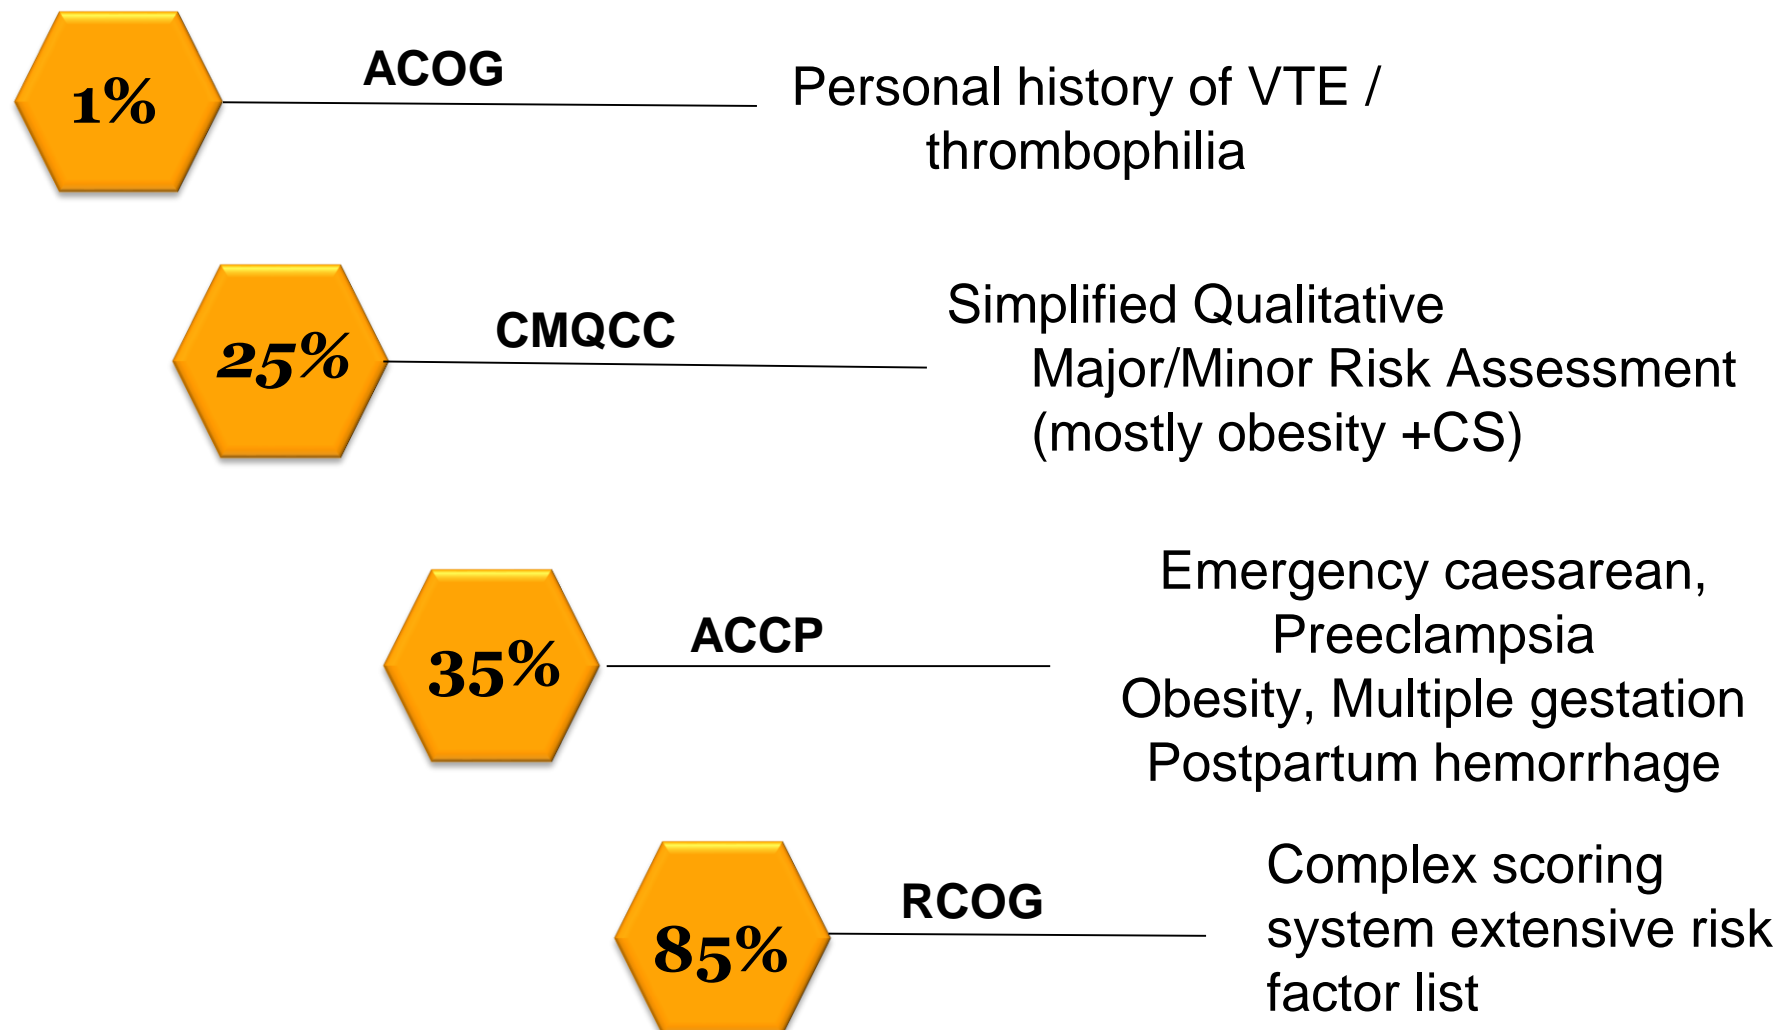 1%
ACOG
Personal history of VTE /
thrombophilia
25%
CMQCC
Simplified Qualitative
Major/Minor Risk Assessment
(mostly obesity +CS)
35%
ACCP
Emergency caesarean,
Preeclampsia
Obesity, Multiple gestation
Postpartum hemorrhage
85%
RCOG
Complex scoring
system extensive risk
factor list